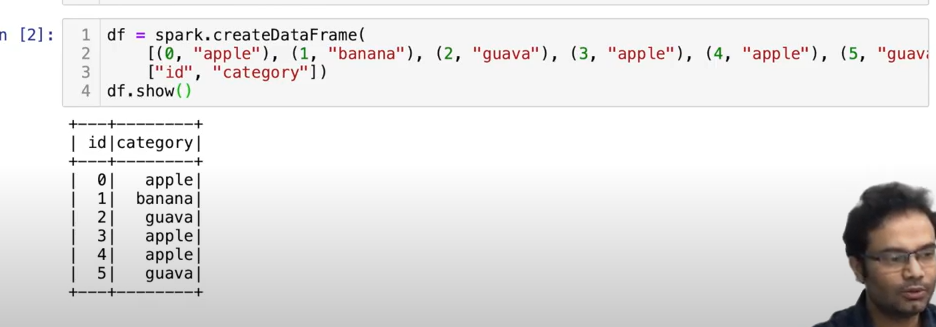 n [2]:
1 df = spark.createDataFrame(
2     [(0, "apple"), (1, "banana"), (2, "guava"), (3, "apple"), (4, "apple"), (5, "guava
3     ["id", "category"])
4 df.show()
+---+--------+
| id|category|
+---+--------+
|  0|   apple|
|  1|  banana|
|  2|   guava|
|  3|   apple|
|  4|   apple|
|  5|   guava|
+---+--------+